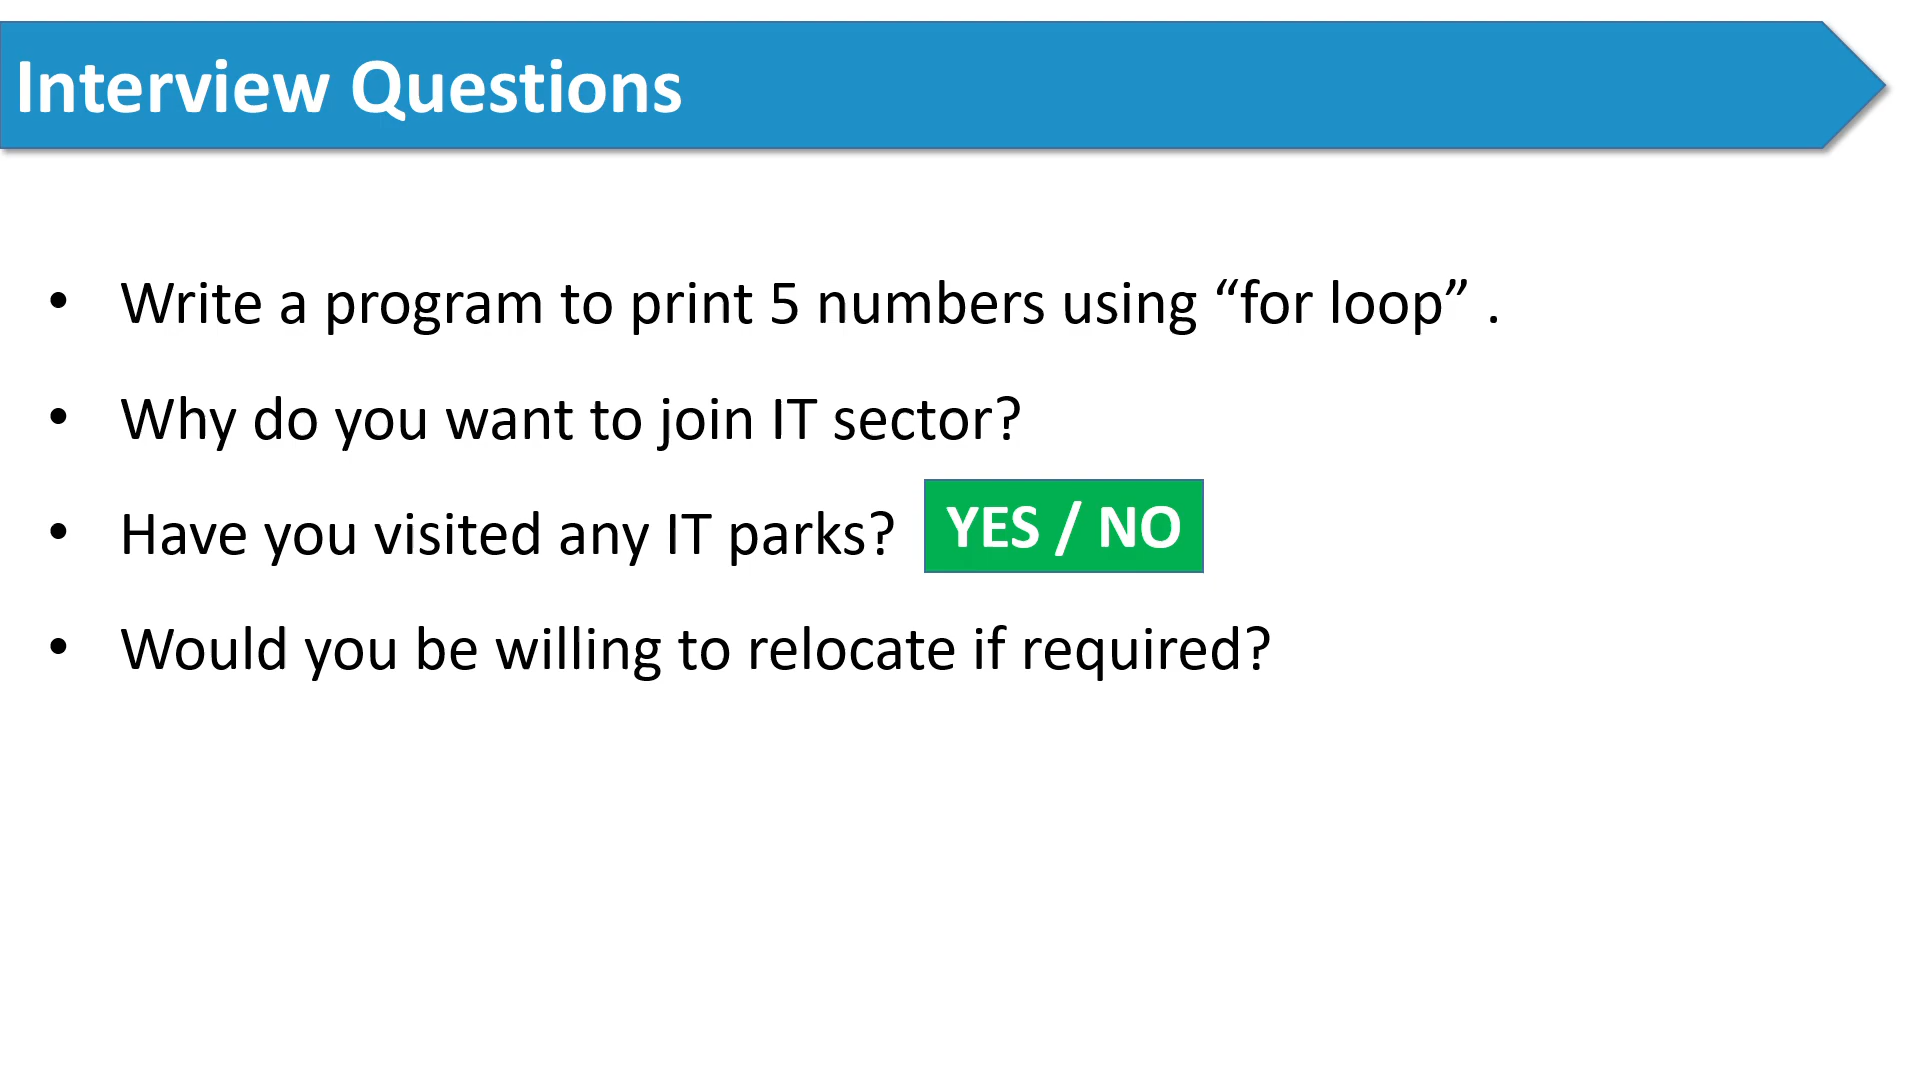 Interview Questions
• Write a program to print 5 numbers using “for loop” .
• Why do you want to join IT sector?
• Have you visited any IT parks? YES / NO
• Would you be willing to relocate if required?